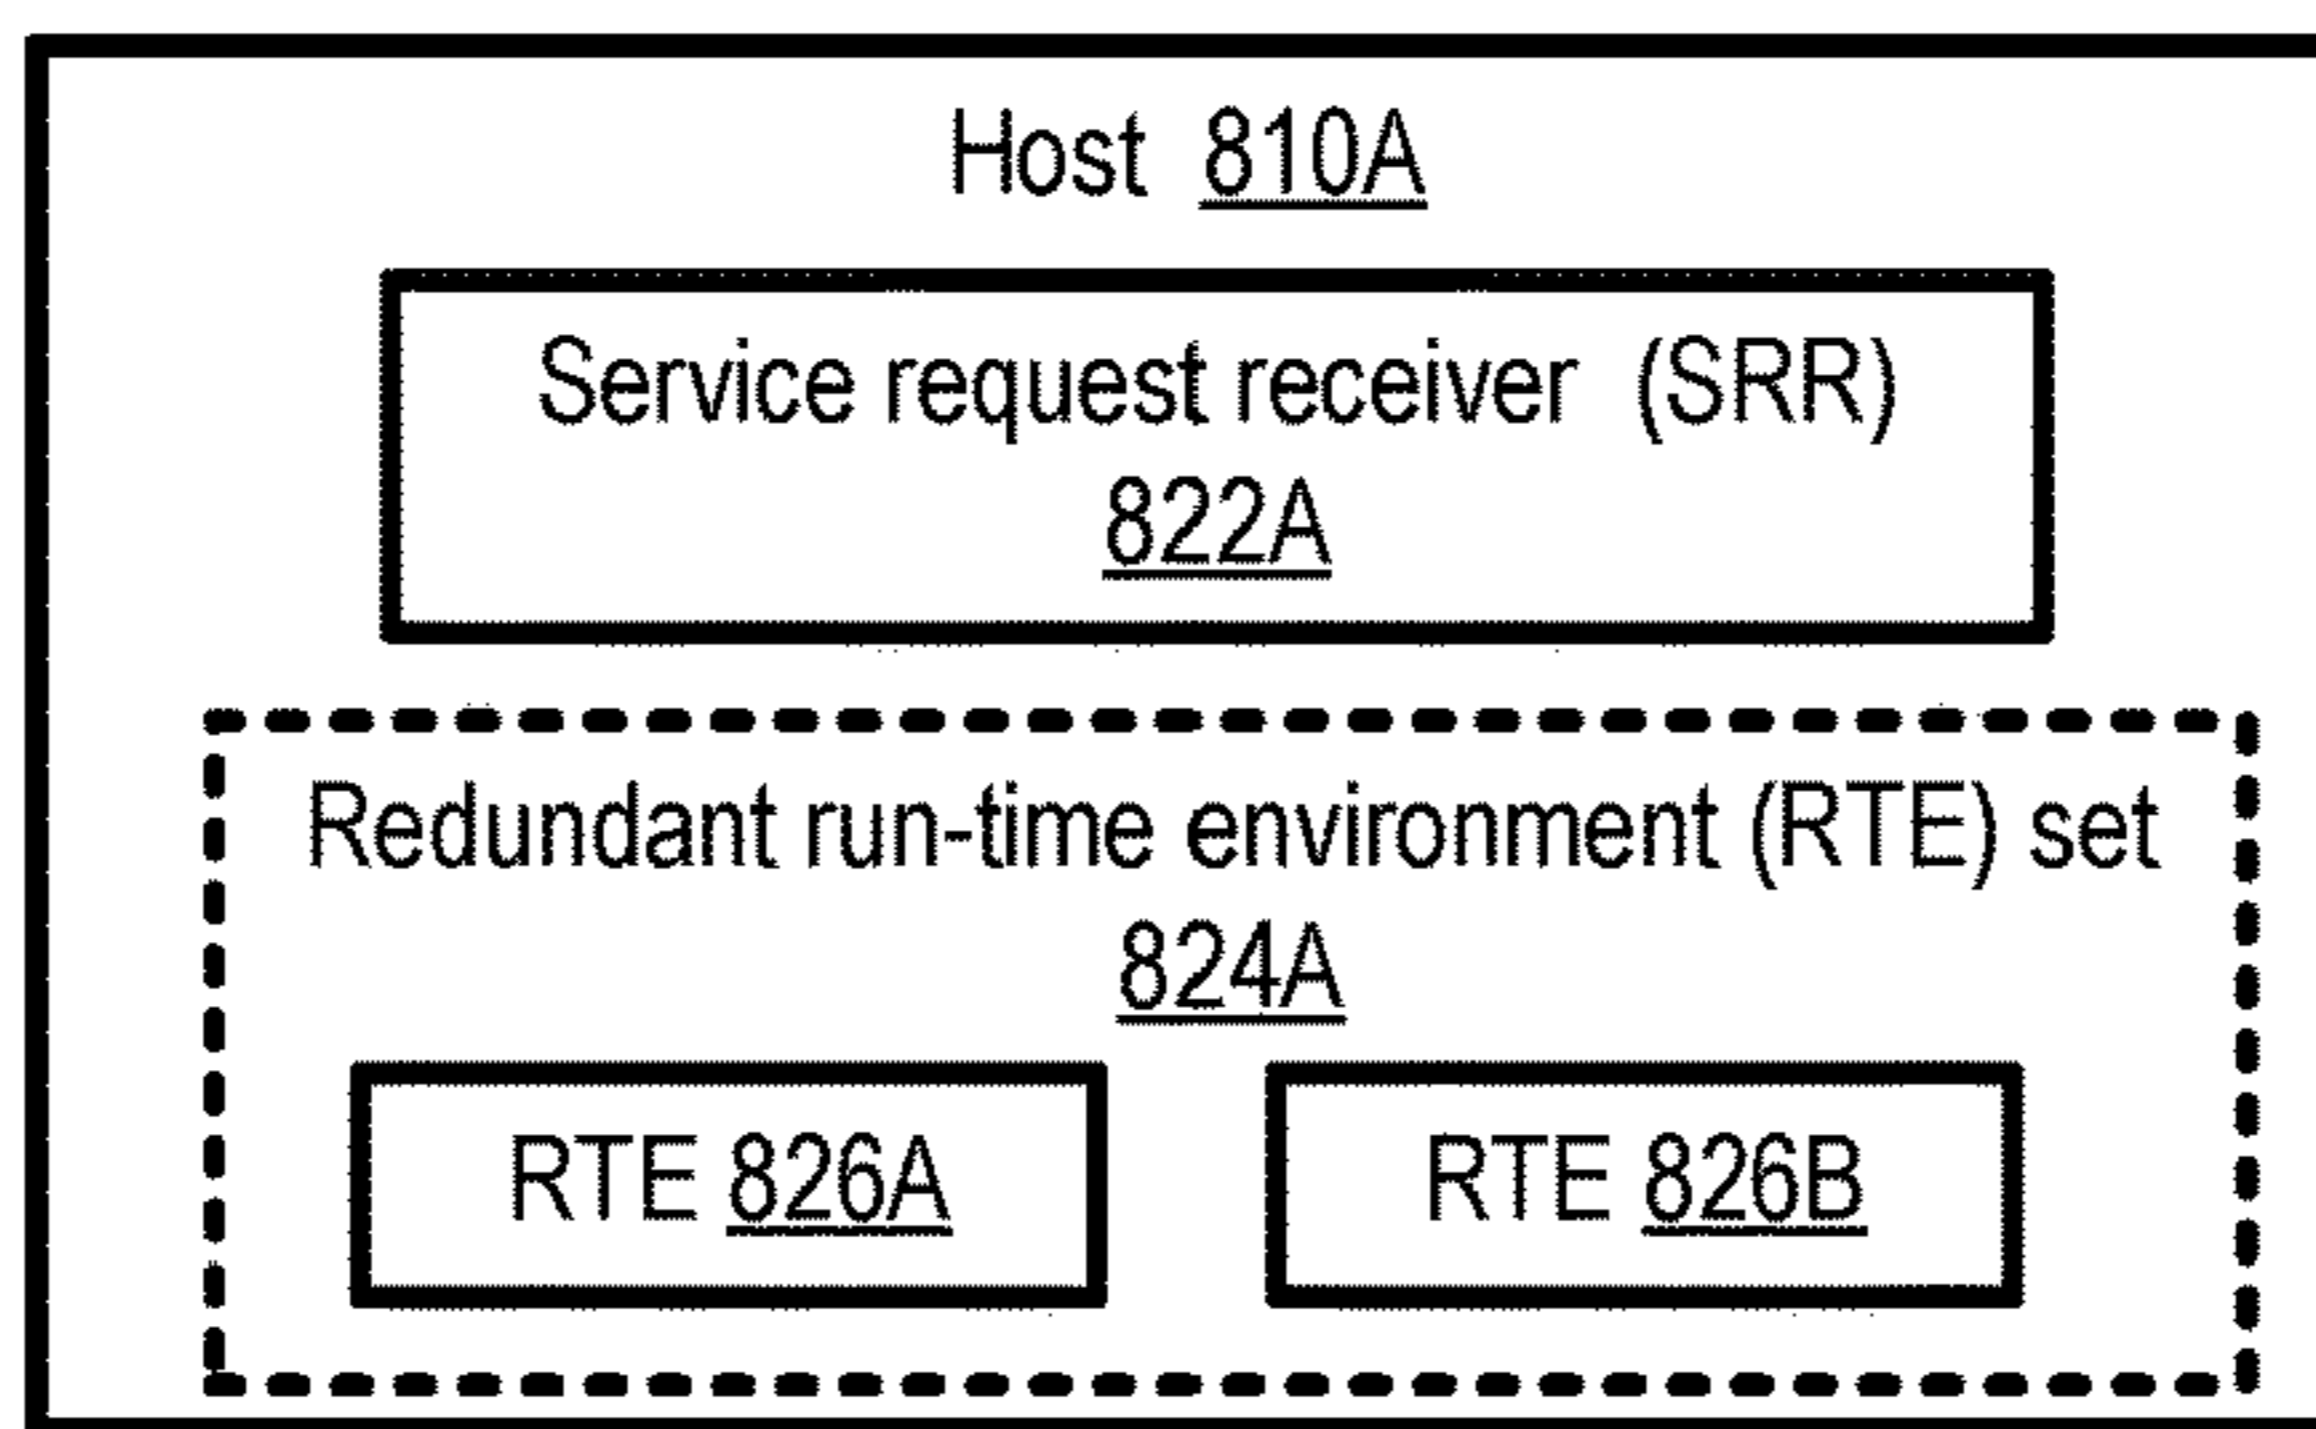 Host 810A
Service request receiver (SRR)
822A
Redundant run-time environment (RTE) set
824A
RTE 826A
RTE 826B